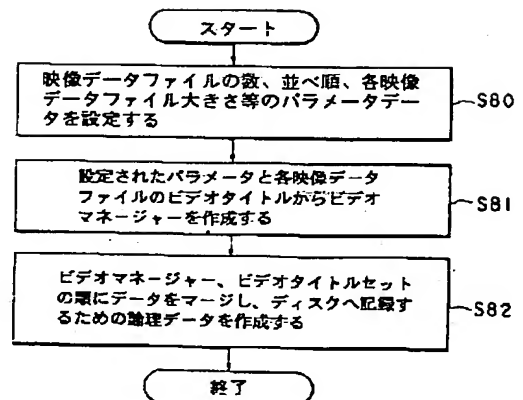 スタート
映像データファイルの数、並べ順、各映像
データファイル大きさ等のパラメータデー
タを設定する
S80
設定されたパラメータと各映像データ
ファイルのビデオタイトルからビデオ
マネージャーを作成する
S81
ビデオマネージャー、ビデオタイトルセット
の順にデータをマージし、ディスクへ記録す
るための論理データを作成する
S82
終了